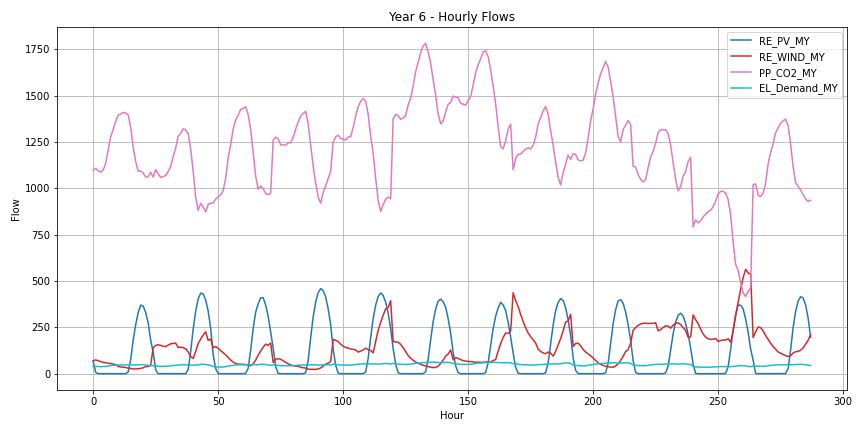 Year 6 - Hourly Flows
RE_PV_MY
RE_WIND_MY
PP_CO2_MY
EL_Demand_MY
1750
1500
1250
1000
750
500
250
0
Flow
0 50 100 150 200 250 300
Hour